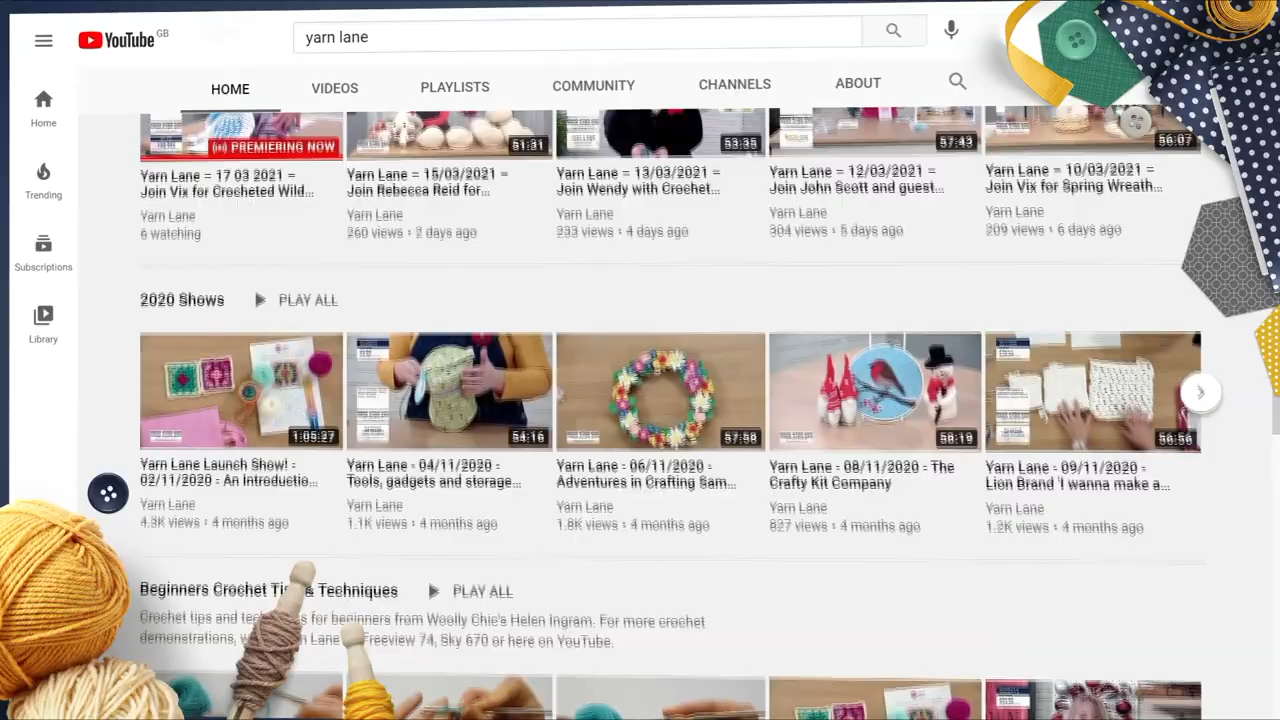 YouTube GB
yarn lane
HOME VIDEOS PLAYLISTS COMMUNITY CHANNELS ABOUT
Home
Trending
Subscriptions
Library
PREMIERING NOW
51:31
53:35
57:43
56:07
Yarn Lane - 17 03 2021 -
Join Vix for Crocheted Wild...
Yarn Lane
6 watching
Yarn Lane - 15/03/2021 -
Join Rebecca Reid for...
Yarn Lane
260 views • 2 days ago
Yarn Lane - 13/03/2021 -
Join Wendy with Crochet...
Yarn Lane
233 views • 4 days ago
Yarn Lane - 12/03/2021 -
Join John Scott and guest...
Yarn Lane
304 views • 5 days ago
Yarn Lane - 10/03/2021 -
Join Vix for Spring Wreath...
Yarn Lane
209 views • 6 days ago
2020 Shows PLAY ALL
1:05:27
54:16
57:58
58:19
56:56
Yarn Lane Launch Show! -
02/11/2020 - An Introductio...
Yarn Lane
4.3K views • 4 months ago
Yarn Lane - 04/11/2020 -
Tools, gadgets and storage...
Yarn Lane
1.1K views • 4 months ago
Yarn Lane - 06/11/2020 -
Adventures in Crafting Sam...
Yarn Lane
1.8K views • 4 months ago
Yarn Lane - 08/11/2020 - The
Crafty Kit Company
Yarn Lane
827 views • 4 months ago
Yarn Lane - 09/11/2020 -
Lion Brand 'I wanna make a...
Yarn Lane
1.2K views • 4 months ago
Beginners Crochet Ti & Techniques PLAY ALL
Crochet tips and tech s for beginners from Woolly Chic's Helen Ingram. For more crochet
demonstrations, Lane Freeview 74, Sky 670 or here on YouTube.